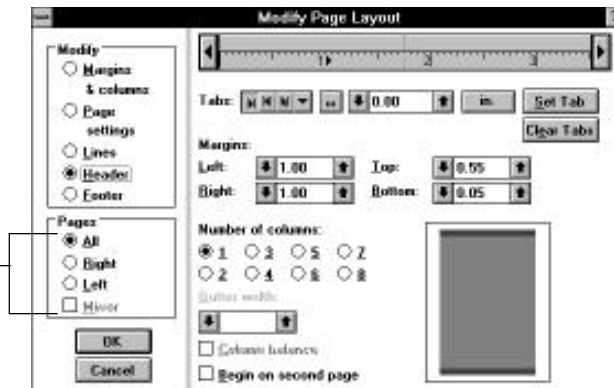 Modify Page Layout
Modify
Margins
& columns
Page
settings
Lines
Header
Footer
Pages
All
Right
Left
Mirror
OK
Cancel
1 2 3
Tabs: 0.00 in. Set Tab
Clear Tabs
Margins:
Left: 1.00 Top: 0.55
Right: 1.00 Bottom: 0.05
Number of columns:
1 3 5 7
2 4 6 8
Gutter width:
Column balance
Begin on second page